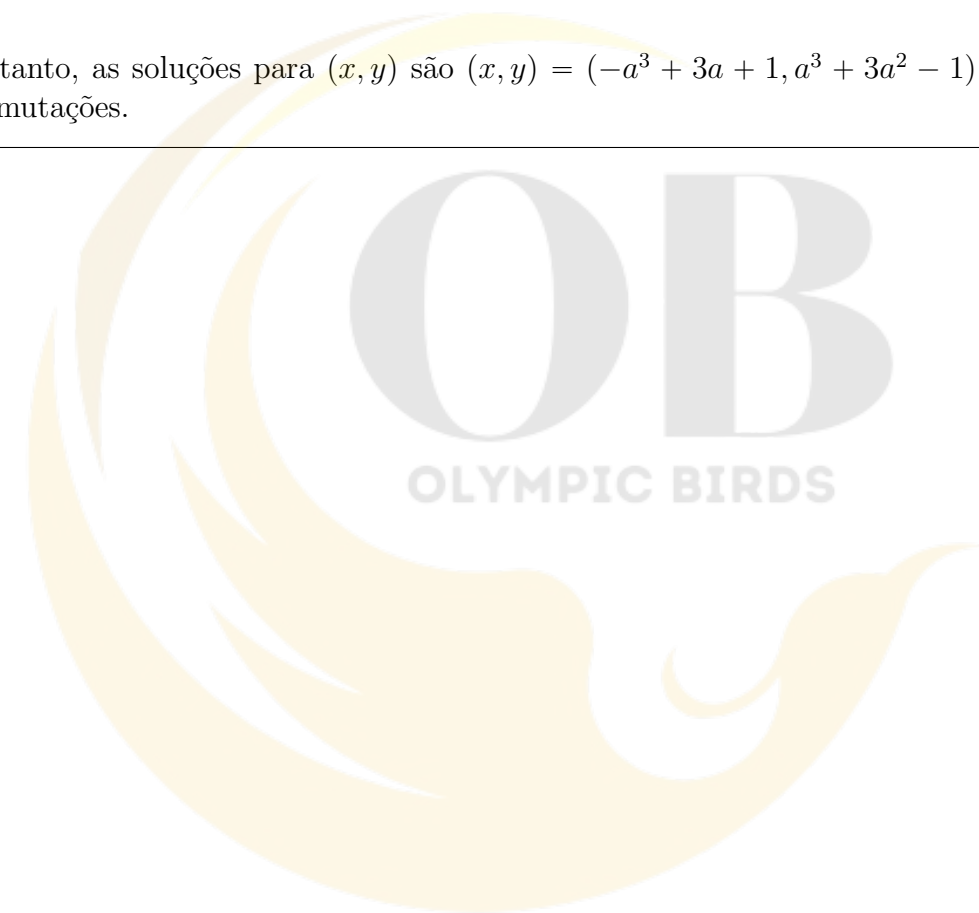 tanto, as soluções para (x, y) são (x, y) = (−a³ + 3a + 1, a³ + 3a² − 1)
mutações.
OB
OLYMPIC BIRDS